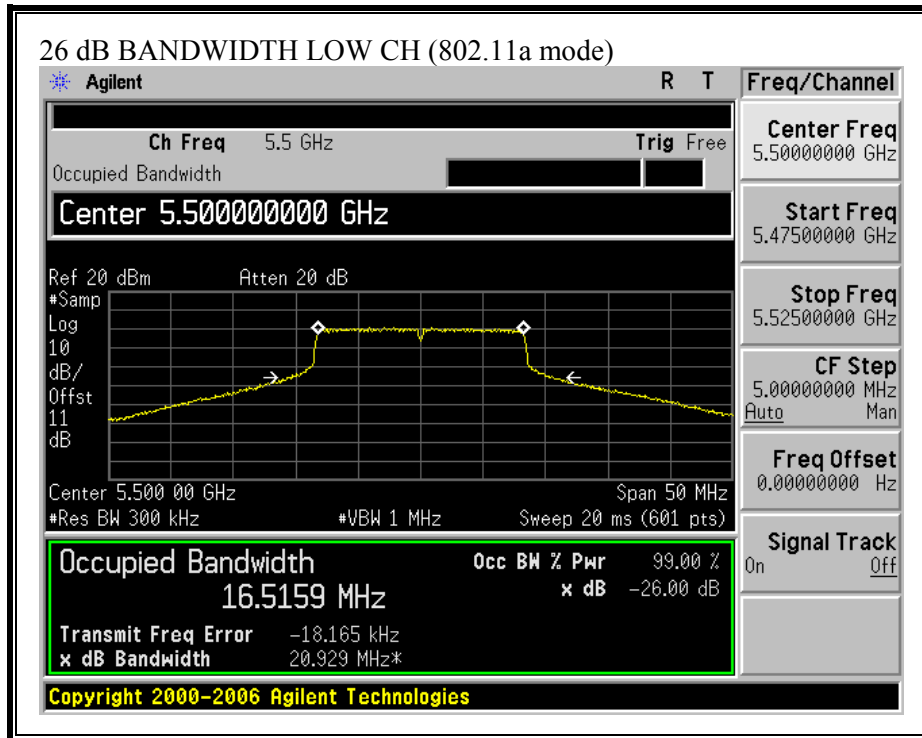 26 dB BANDWIDTH LOW CH (802.11a mode)
Agilent R T
Ch Freq 5.5 GHz Trig Free
Occupied Bandwidth
Center 5.500000000 GHz
Ref 20 dBm Atten 20 dB
#Samp
Log
10
dB/
Offst
11
dB
Center 5.500 00 GHz Span 50 MHz
#Res BW 300 kHz #VBW 1 MHz Sweep 20 ms (601 pts)
Occupied Bandwidth Occ BW % Pwr 99.00 %
16.5159 MHz x dB -26.00 dB
Transmit Freq Error -18.165 kHz
x dB Bandwidth 20.929 MHz*
Copyright 2000-2006 Agilent Technologies
Freq/Channel
Center Freq
5.50000000 GHz
Start Freq
5.47500000 GHz
Stop Freq
5.52500000 GHz
CF Step
5.00000000 MHz
Auto Man
Freq Offset
0.00000000 Hz
Signal Track
On Off